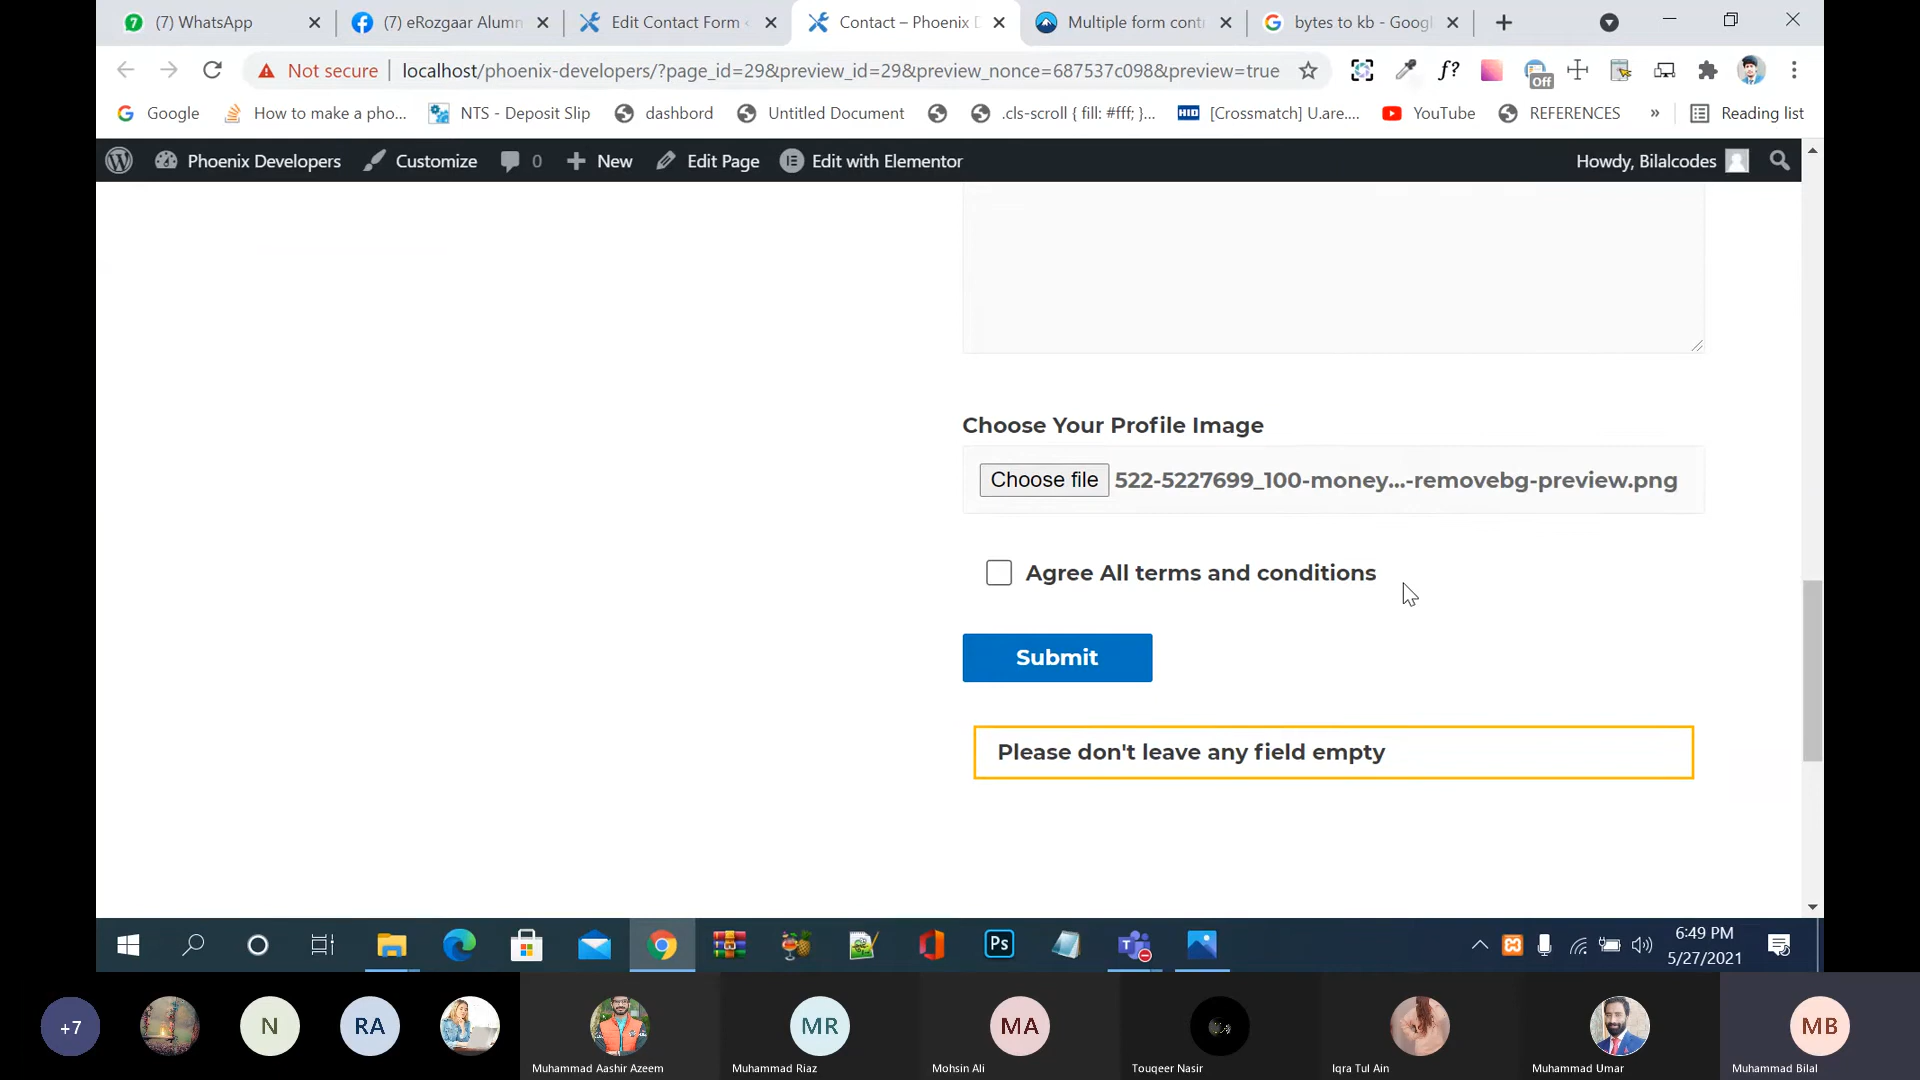 (7) WhatsApp
(7) eRozgaar Alumn
Edit Contact Form
Contact – Phoenix D
Multiple form cont
bytes to kb - Googl
Not secure
localhost/phoenix-developers/?page_id=29&preview_id=29&preview_nonce=687537c098&preview=true
f?
Off
Google
How to make a pho...
NTS - Deposit Slip
dashbord
Untitled Document
.cls-scroll { fill: #fff; }...
HID
[Crossmatch] U.are....
YouTube
REFERENCES
»
Reading list
Phoenix Developers
Customize
0
New
Edit Page
Edit with Elementor
Howdy, Bilalcodes
Choose Your Profile Image
Choose file
522-5227699_100-money...-removebg-preview.png
Agree All terms and conditions
Submit
Please don't leave any field empty
Ps
6:49 PM
5/27/2021
+7
N
RA
MR
MA
MB
Muhammad Aashir Azeem
Muhammad Riaz
Mohsin Ali
Touqeer Nasir
Iqra Tul Ain
Muhammad Umar
Muhammad Bilal